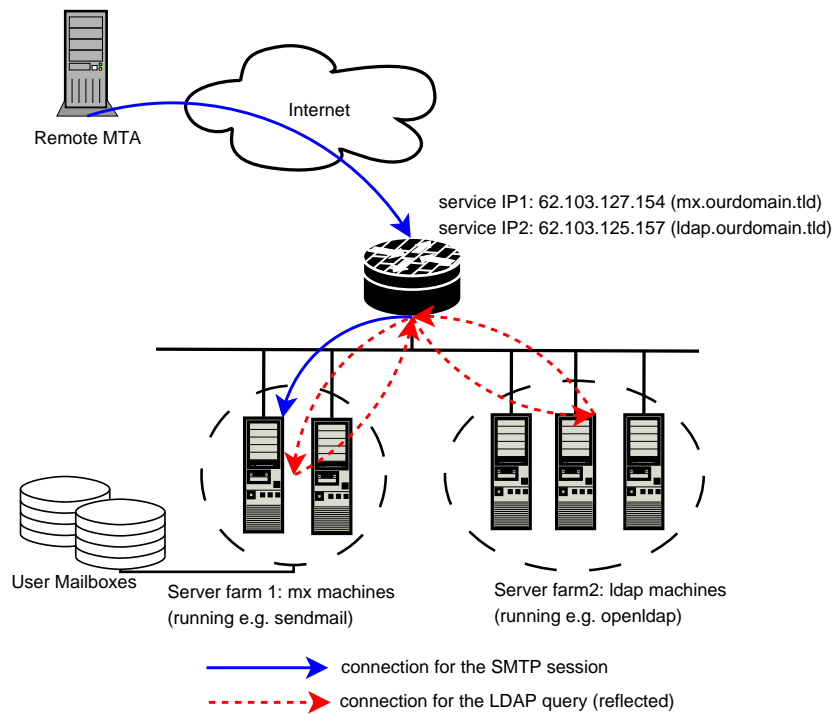 Internet
Remote MTA
service IP1: 62.103.127.154 (mx.ourdomain.tld)
service IP2: 62.103.125.157 (ldap.ourdomain.tld)
User Mailboxes
Server farm 1: mx machines
(running e.g. sendmail)
Server farm2: ldap machines
(running e.g. openldap)
connection for the SMTP session
connection for the LDAP query (reflected)